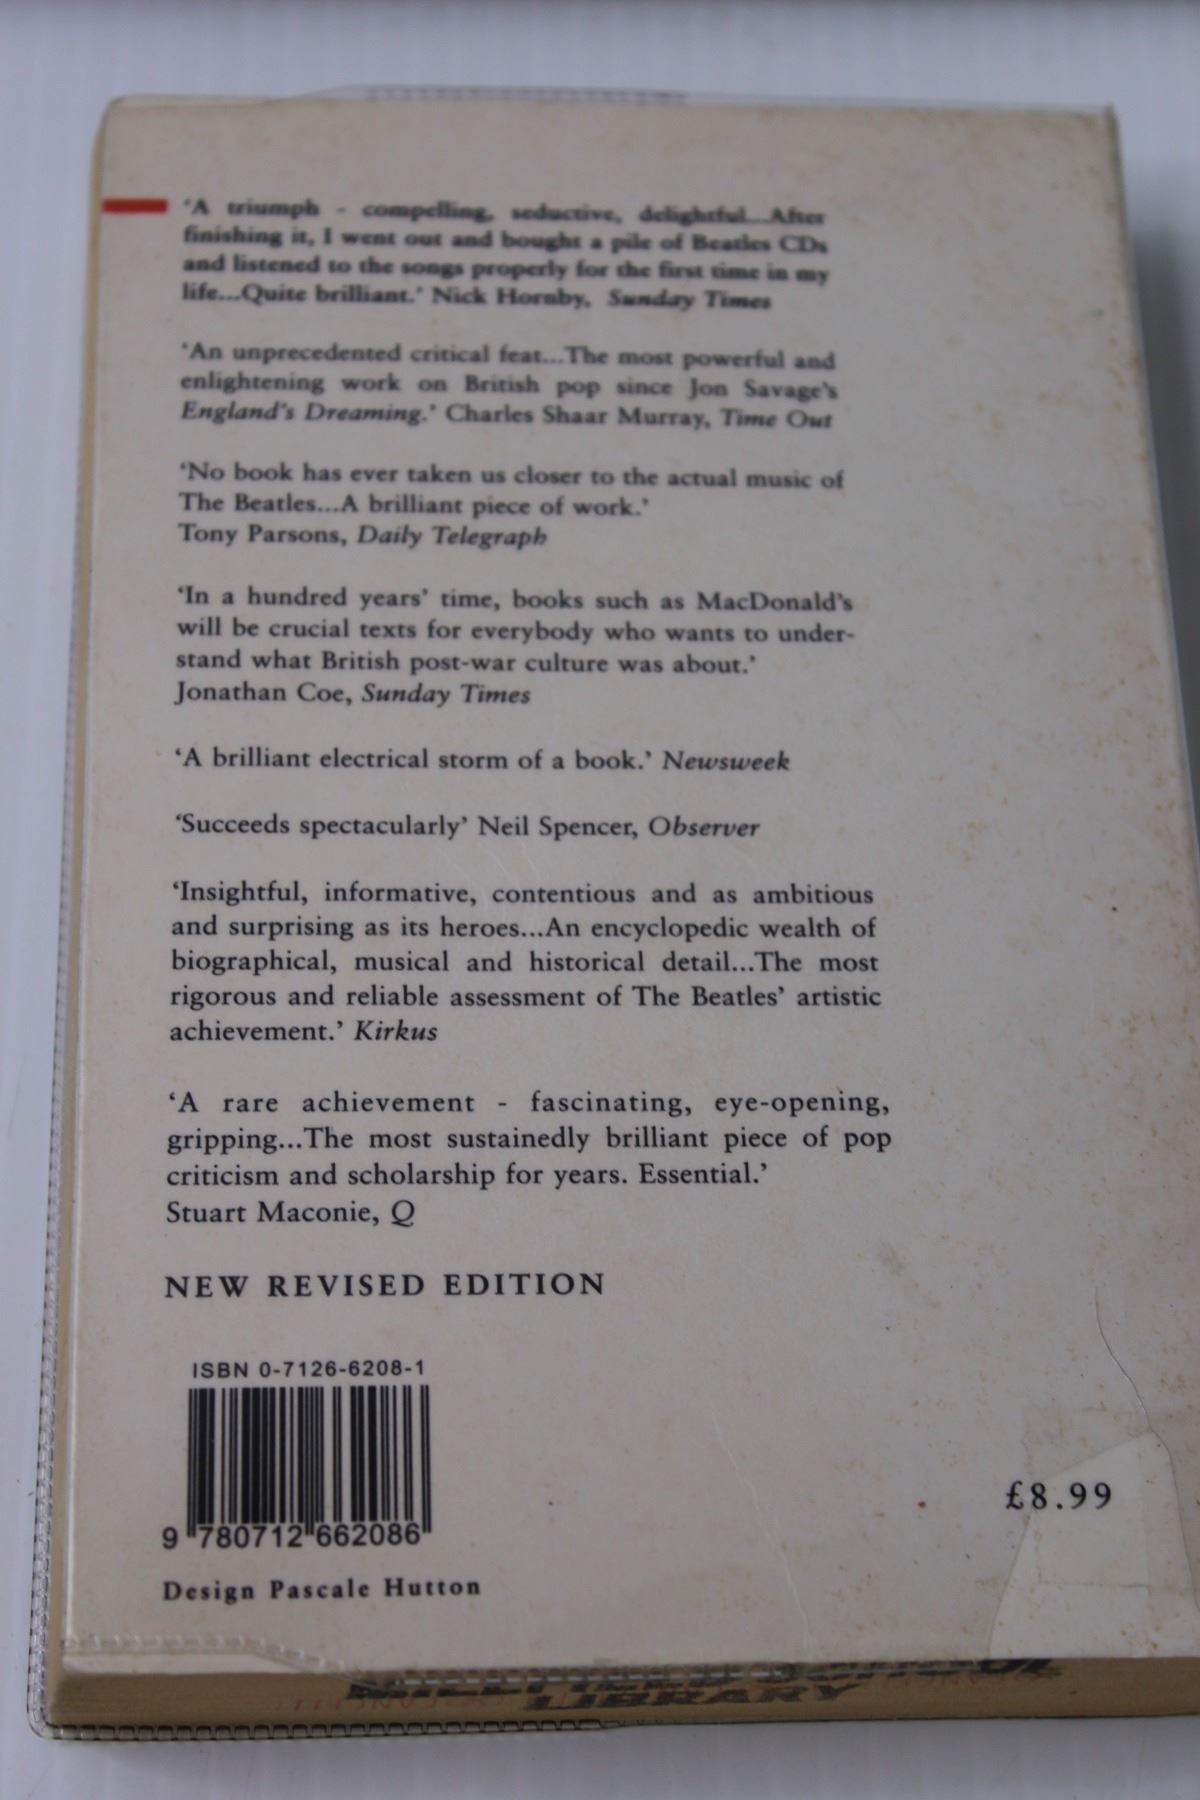 'A triumph - compelling, seductive, delightful...After
finishing it, I went out and bought a pile of Beatles CDs
and listened to the songs properly for the first time in my
life...Quite brilliant.' Nick Hornby, Sunday Times
'An unprecedented critical feat...The most powerful and
enlightening work on British pop since Jon Savage's
England's Dreaming.' Charles Shaar Murray, Time Out
'No book has ever taken us closer to the actual music of
The Beatles...A brilliant piece of work.'
Tony Parsons, Daily Telegraph
'In a hundred years' time, books such as MacDonald's
will be crucial texts for everybody who wants to under-
stand what British post-war culture was about.'
Jonathan Coe, Sunday Times
'A brilliant electrical storm of a book.' Newsweek
'Succeeds spectacularly' Neil Spencer, Observer
'Insightful, informative, contentious and as ambitious
and surprising as its heroes...An encyclopedic wealth of
biographical, musical and historical detail...The most
rigorous and reliable assessment of The Beatles' artistic
achievement.' Kirkus
'A rare achievement - fascinating, eye-opening,
gripping...The most sustainedly brilliant piece of pop
criticism and scholarship for years. Essential.'
Stuart Maconie, Q
NEW REVISED EDITION
ISBN 0-7126-6208-1
9 780712 662086
£8.99
Design Pascale Hutton
SCHOOL
LIBRARY